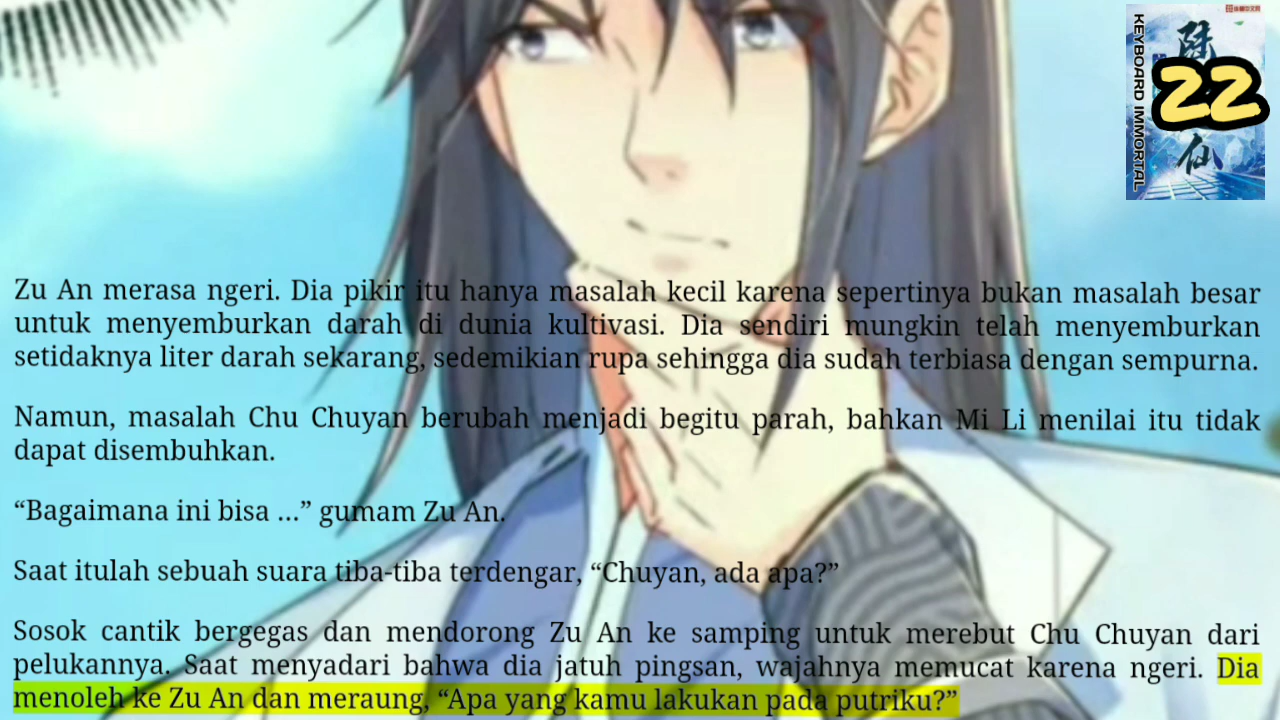 KEYBOARD IMMORTAL
陆
22
仙
Zu An merasa ngeri. Dia pikir itu hanya masalah kecil karena sepertinya bukan masalah besar
untuk menyemburkan darah di dunia kultivasi. Dia sendiri mungkin telah menyemburkan
setidaknya liter darah sekarang, sedemikian rupa sehingga dia sudah terbiasa dengan sempurna.
Namun, masalah Chu Chuyan berubah menjadi begitu parah, bahkan Mi Li menilai itu tidak
dapat disembuhkan.
“Bagaimana ini bisa ...” gumam Zu An.
Saat itulah sebuah suara tiba-tiba terdengar, “Chuyan, ada apa?”
Sosok cantik bergegas dan mendorong Zu An ke samping untuk merebut Chu Chuyan dari
pelukannya. Saat menyadari bahwa dia jatuh pingsan, wajahnya memucat karena ngeri. Dia
menoleh ke Zu An dan meraung, “Apa yang kamu lakukan pada putriku?”